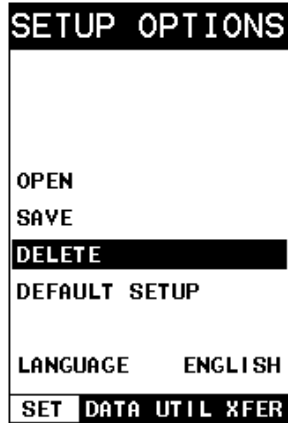 SETUP OPTIONS
OPEN
SAVE
DELETE
DEFAULT SETUP
LANGUAGE ENGLISH
SET DATA UTIL XFER